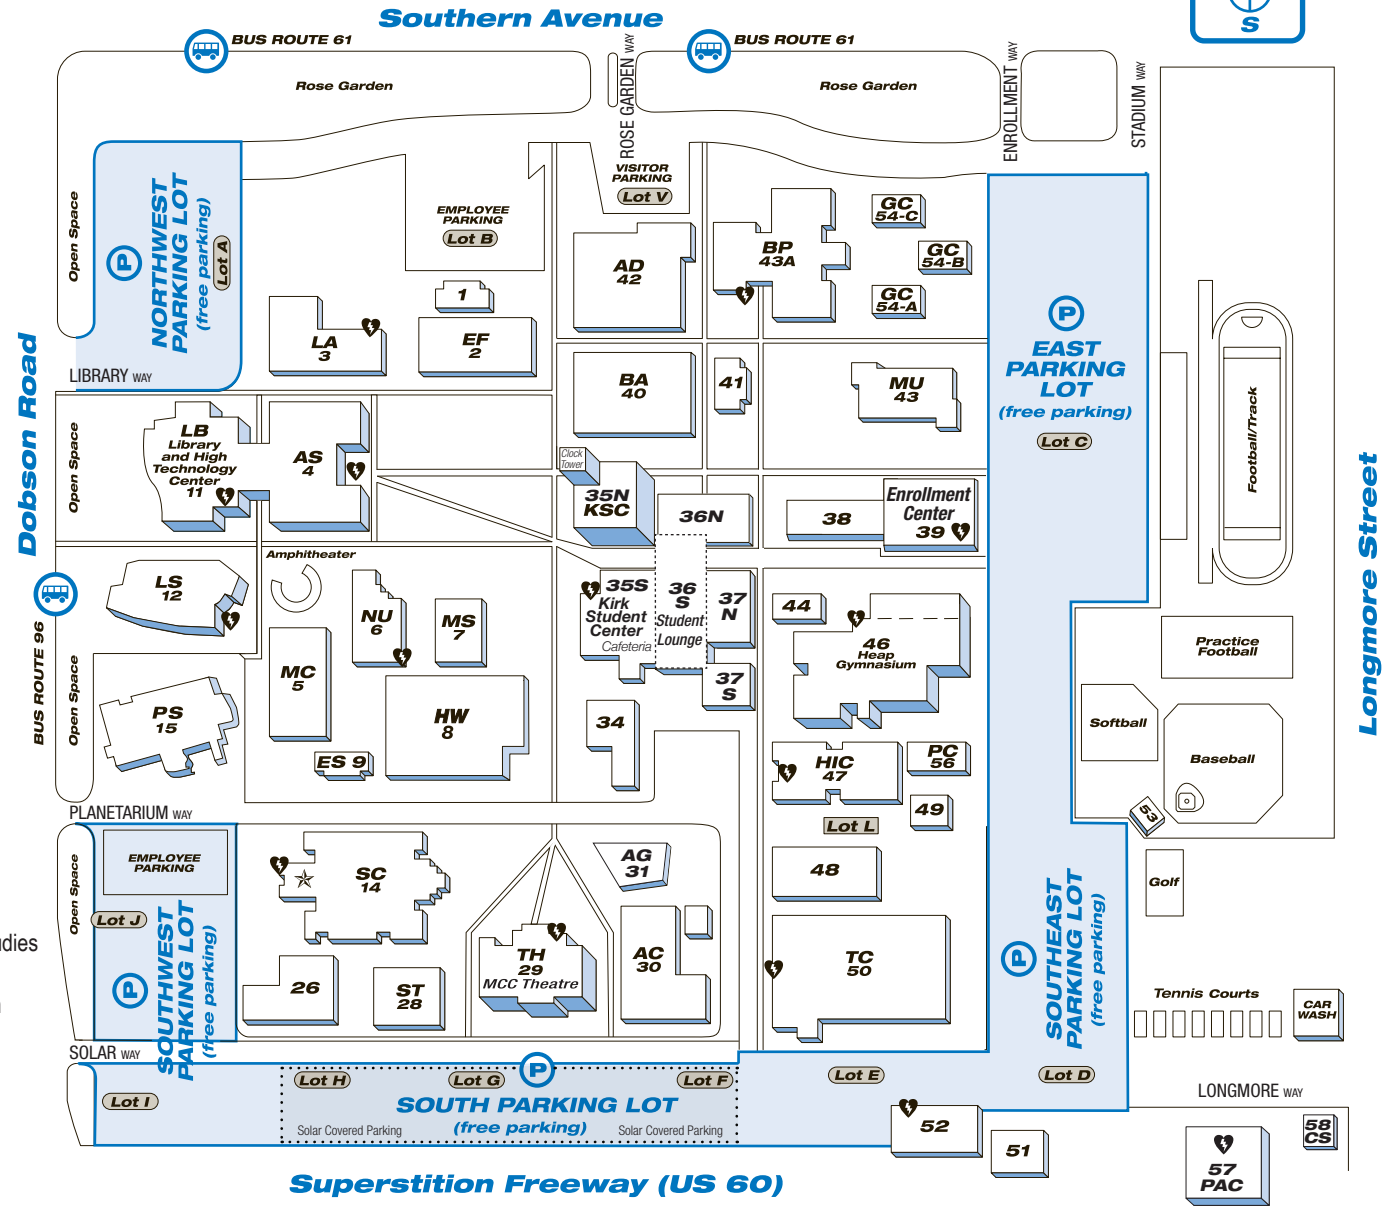 Southern Avenue
S
BUS ROUTE 61
BUS ROUTE 61
Rose Garden
ROSE GARDEN WAY
Rose Garden
ENROLLMENT WAY
STADIUM WAY
Open Space
NORTHWEST
PARKING LOT
(free parking)
Lot A
P
EMPLOYEE
PARKING
Lot B
VISITOR
PARKING
Lot V
AD
42
BP
43A
GC
54-C
GC
54-B
GC
54-A
1
LA
3
EF
2
P
EAST
PARKING
LOT
(free parking)
Lot C
LIBRARY WAY
Dobson Road
BA
40
41
MU
43
Football/Track
Longmore Street
Open Space
LB
Library
and High
Technology
Center
11
AS
4
Clock
Tower
35N
KSC
36N
38
Enrollment
Center
39
Amphitheater
LS
12
BUS ROUTE 96
Open Space
NU
6
MS
7
MC
5
35S
Kirk
Student
Center
Cafeteria
36
S
Student
Lounge
37
N
37
S
44
46
Heap
Gymnasium
Practice
Football
Softball
Baseball
53
PS
15
HW
8
ES 9
34
HIC
47
PC
56
49
Lot L
PLANETARIUM WAY
EMPLOYEE
PARKING
Open Space
Lot J
SOUTHWEST
PARKING LOT
(free parking)
P
SC
14
AG
31
48
Golf
udies
26
ST
28
TH
29
MCC Theatre
AC
30
TC
50
P
SOUTHEAST
PARKING LOT
(free parking)
Tennis Courts
CAR
WASH
SOLAR WAY
Lot I
Lot H
Lot G
P
Lot F
Lot E
Lot D
SOUTH PARKING LOT
(free parking)
Solar Covered Parking
Solar Covered Parking
LONGMORE WAY
52
51
57
PAC
58
CS
Superstition Freeway (US 60)